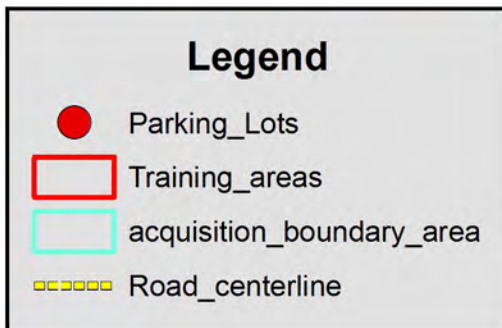 Legend
Parking_Lots
Training_areas
acquisition_boundary_area
Road_centerline